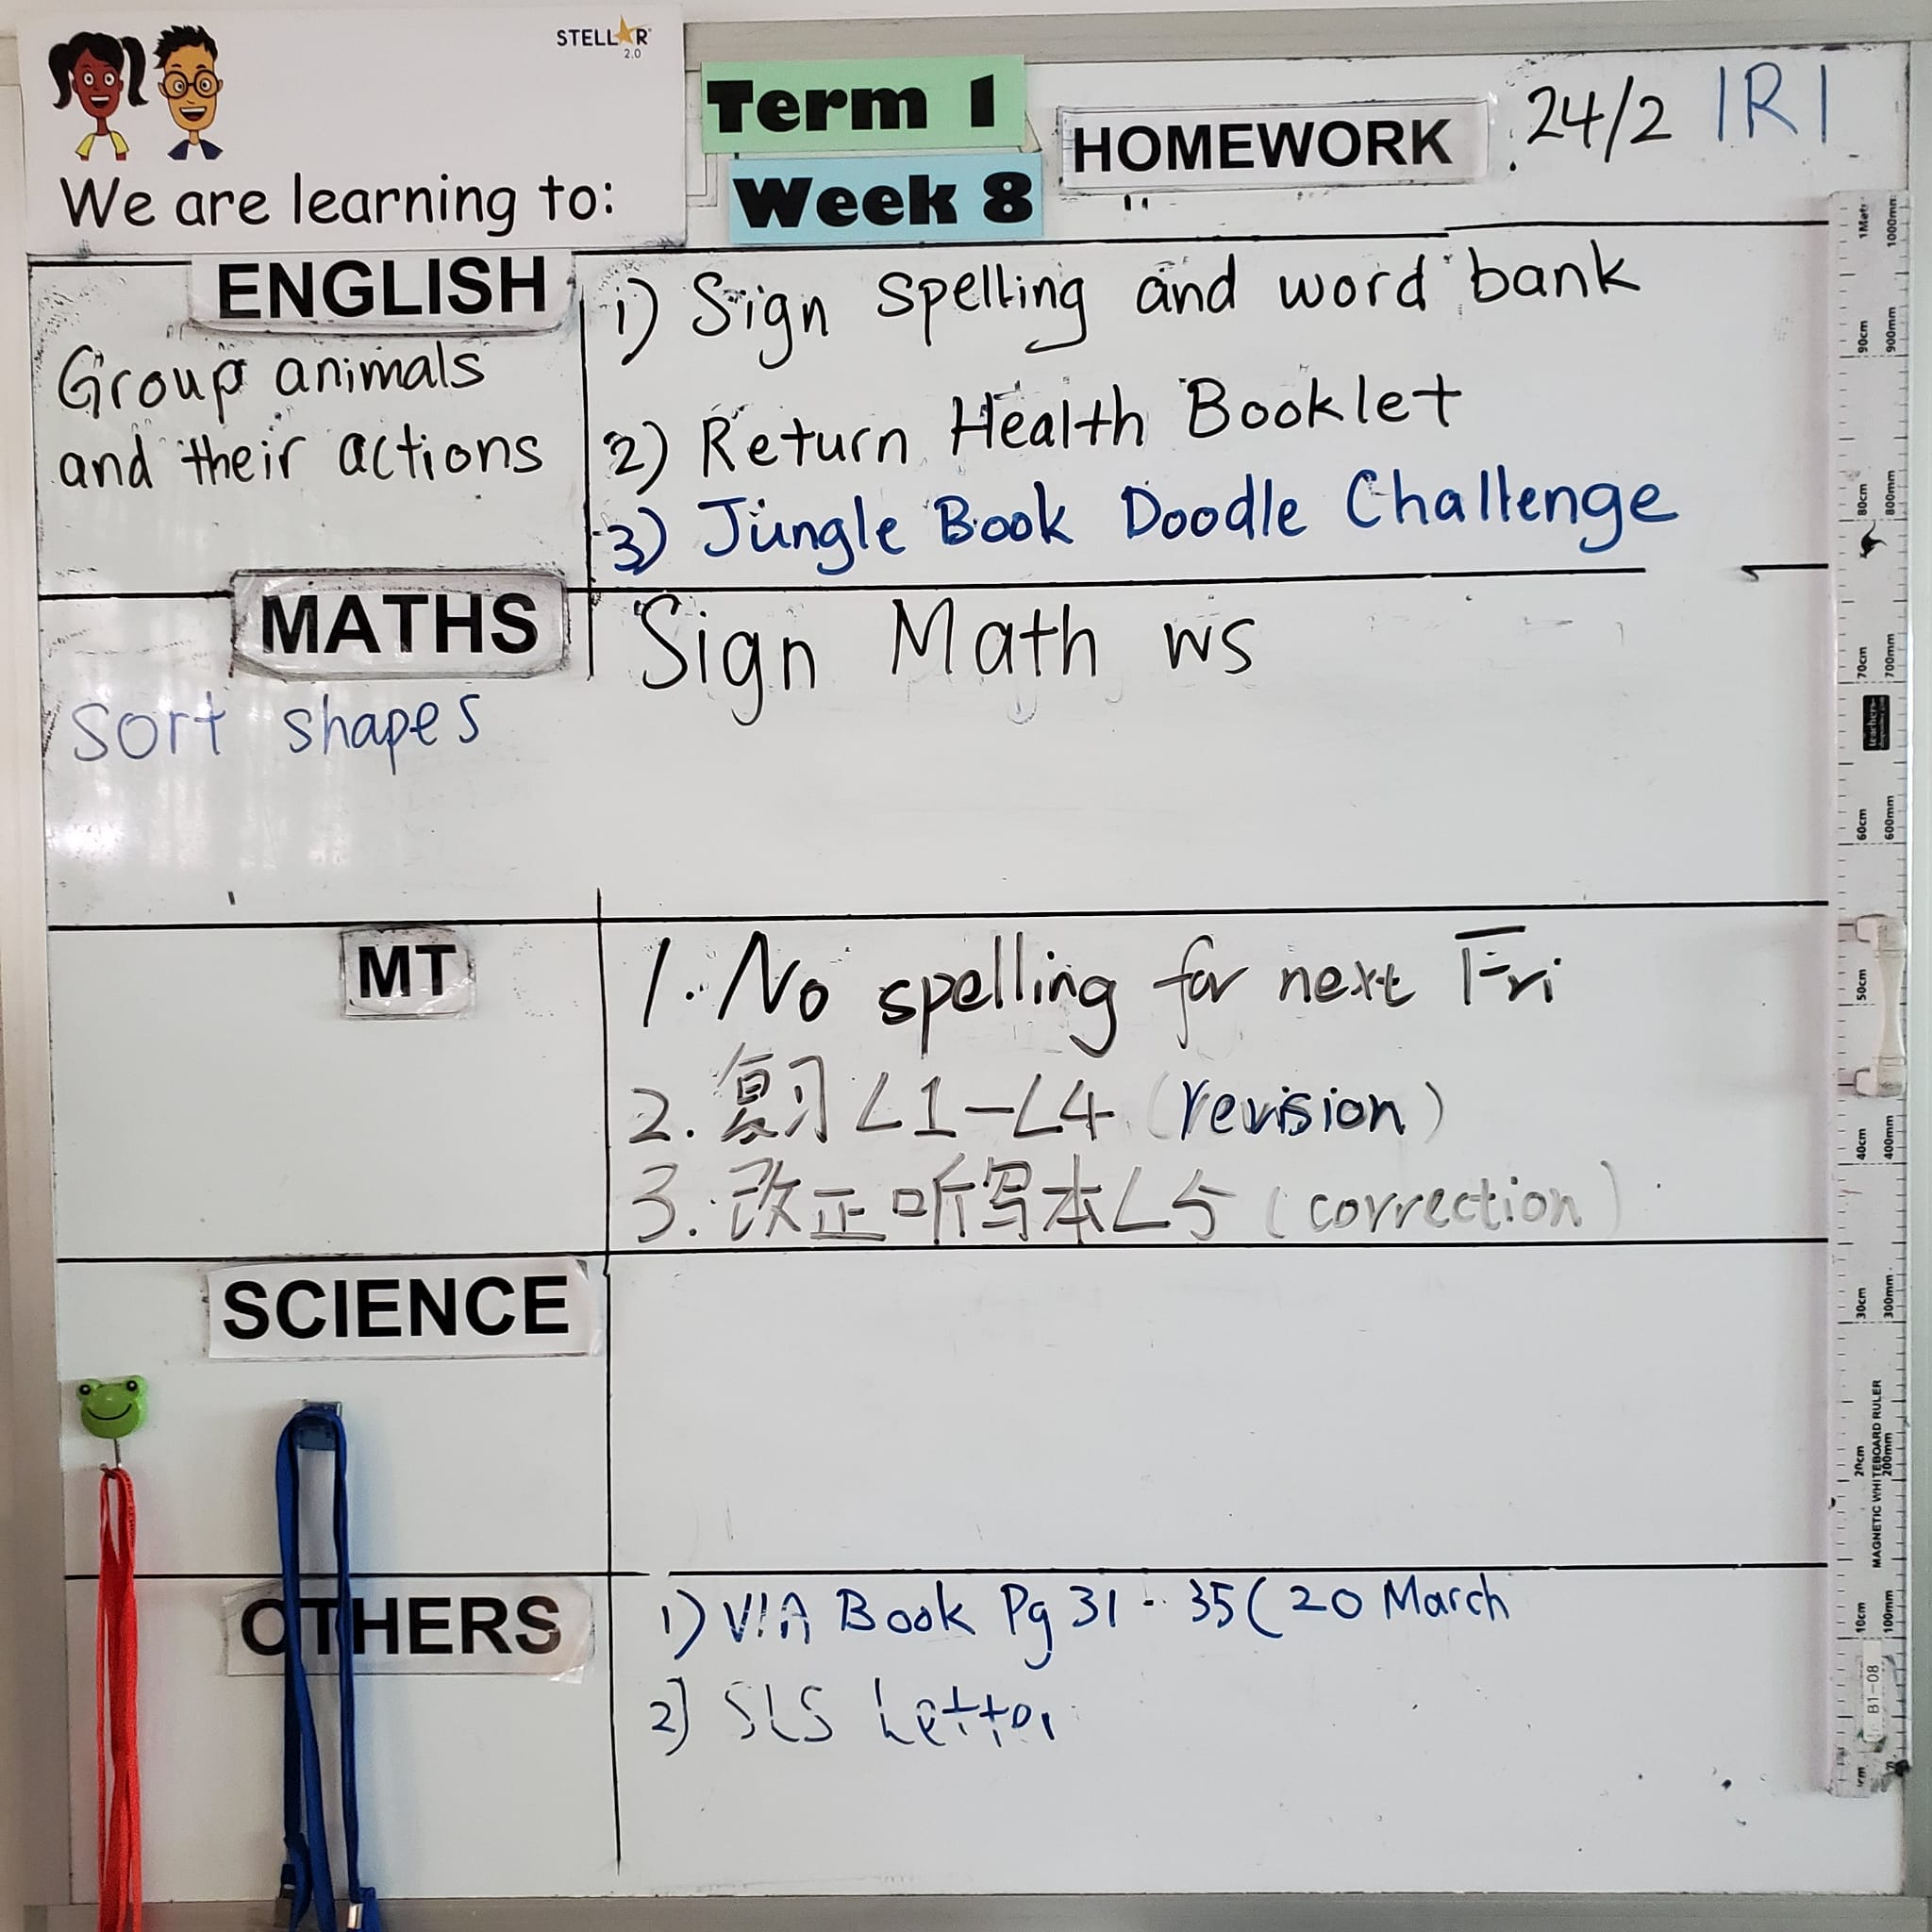 STELLAR 2.0
We are learning to:
Term 1
Week 8
HOMEWORK
24/2 1R1
ENGLISH
Group animals
and their actions
1) Sign spelling and word bank
2) Return Health Booklet
3) Jungle Book Doodle Challenge
MATHS
sort shapes
Sign Math ws
MT
1. No spelling for next Fri
2. 复习 L1-L4 (revision)
3. 改正听写本L5 (correction)
SCIENCE
OTHERS
1) VIA Book Pg 31 - 35 ( 20 March
2) SLS Letter
1000mm
90cm 900mm
80cm 800mm
70cm 700mm
60cm 600mm
50cm 500mm
40cm 400mm
30cm 300mm
20cm 200mm
MAGNETIC WHITEBOARD RULER
10cm 100mm
B1-08